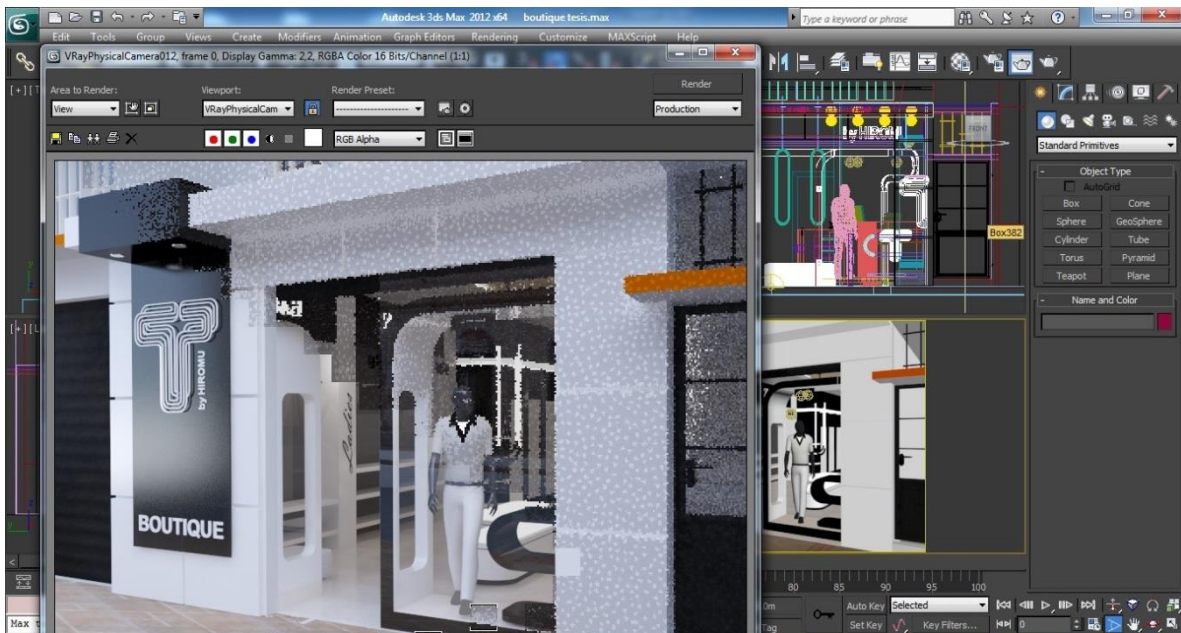 Autodesk 3ds Max 2012 x64 boutique tesis.max
Type a keyword or phrase
Edit Tools Group Views Create Modifiers Animation Graph Editors Rendering Customize MAXScript Help
VRayPhysicalCamera012, frame 0, Display Gamma: 2,2, RGBA Color 16 Bits/Channel (1:1)
Area to Render:
Viewport:
Render Preset:
Render
View
VRayPhysicalCam
Production
RGB Alpha
by HIROMU
BOUTIQUE
Ladies
FRONT
Box382
Standard Primitives
Object Type
AutoGrid
Box Cone
Sphere GeoSphere
Cylinder Tube
Torus Pyramid
Teapot Plane
Name and Color
80 85 90 95 100
Auto Key Selected
Set Key Key Filters...
0
Tag